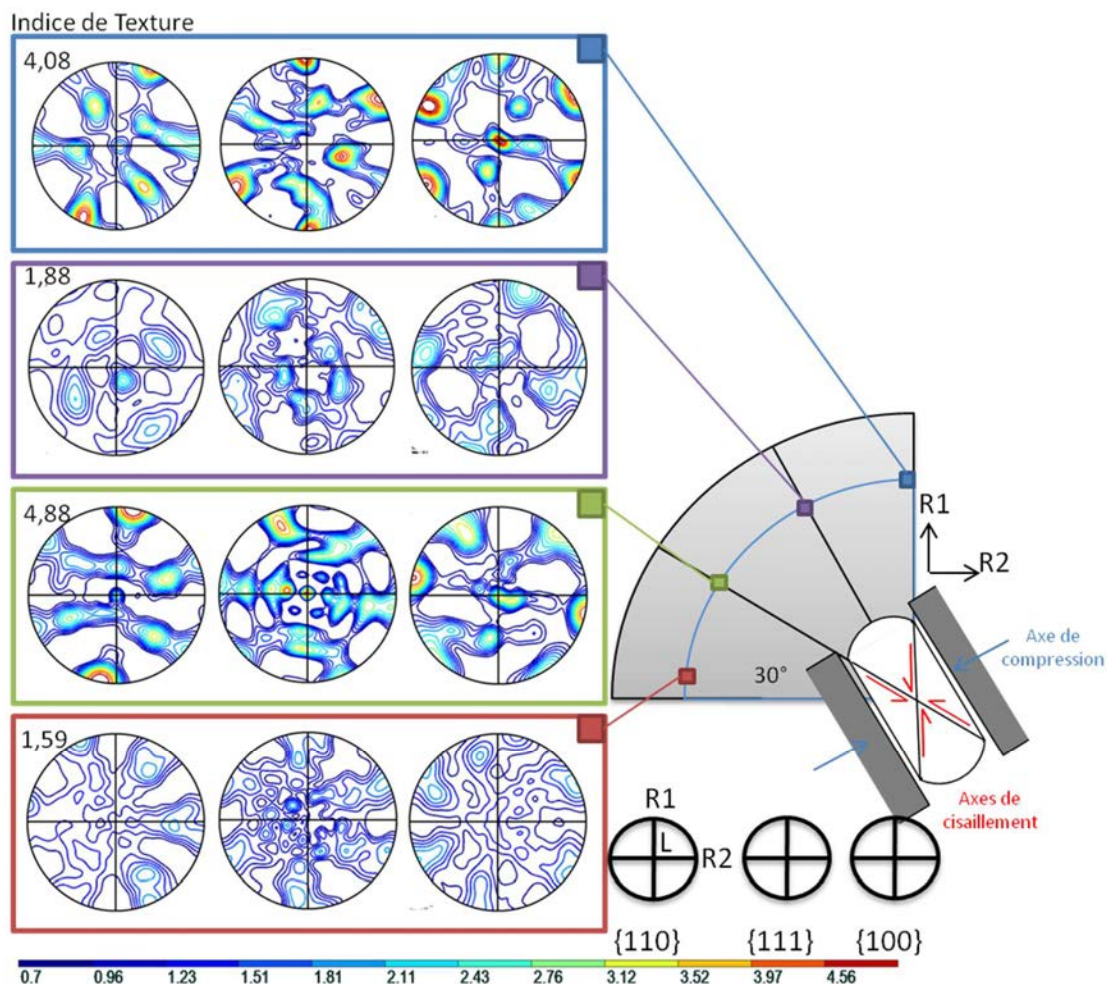 Indice de Texture
4,08
1,88
4,88
1,59
R1
R2
Axe de
compression
30°
Axes de
cisaillement
R1
L
R2
{110}
{111}
{100}
0.7
0.96
1.23
1.51
1.81
2.11
2.43
2.76
3.12
3.52
3.97
4.56